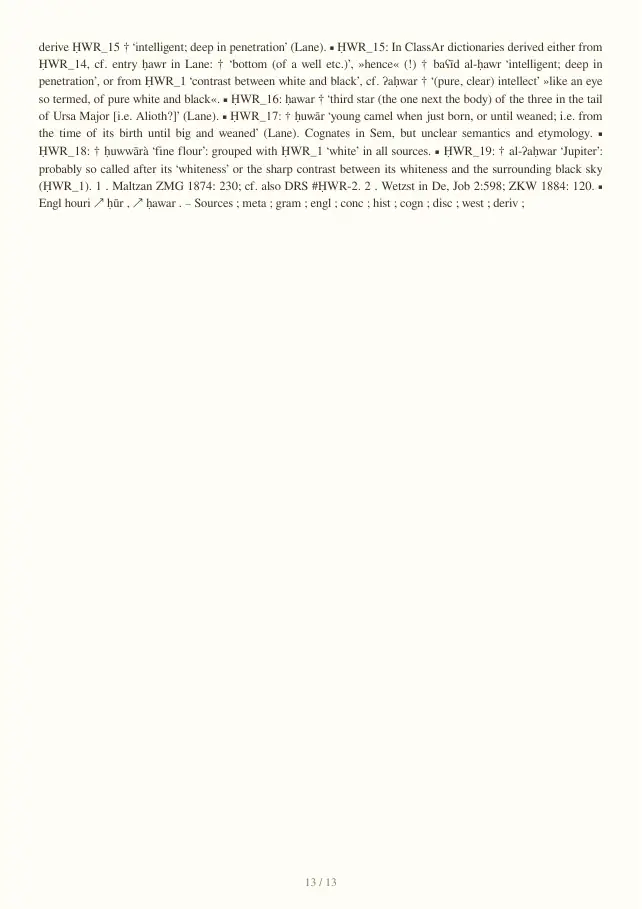 derive ḤWR_15 † ‘intelligent; deep in penetration’ (Lane). ▪ ḤWR_15: In ClassAr dictionaries derived either from
ḤWR_14, cf. entry ḥawr in Lane: † ‘bottom (of a well etc.)’, »hence« (!) † baʕīd al-ḥawr ‘intelligent; deep in
penetration’, or from ḤWR_1 ‘contrast between white and black’, cf. ʔaḥwar † ‘(pure, clear) intellect’ »like an eye
so termed, of pure white and black«. ▪ ḤWR_16: ḥawar † ‘third star (the one next the body) of the three in the tail
of Ursa Major [i.e. Alioth?]’ (Lane). ▪ ḤWR_17: † ḥuwār ‘young camel when just born, or until weaned; i.e. from
the time of its birth until big and weaned’ (Lane). Cognates in Sem, but unclear semantics and etymology. ▪
ḤWR_18: † ḥuwwārà ‘fine flour’: grouped with ḤWR_1 ‘white’ in all sources. ▪ ḤWR_19: † al-ʔaḥwar ‘Jupiter’:
probably so called after its ‘whiteness’ or the sharp contrast between its whiteness and the surrounding black sky
(ḤWR_1). 1 . Maltzan ZMG 1874: 230; cf. also DRS #ḤWR-2. 2 . Wetzst in De, Job 2:598; ZKW 1884: 120. ▪
Engl houri ↗ ḥūr , ↗ ḥawar . – Sources ; meta ; gram ; engl ; conc ; hist ; cogn ; disc ; west ; deriv ;
13 / 13